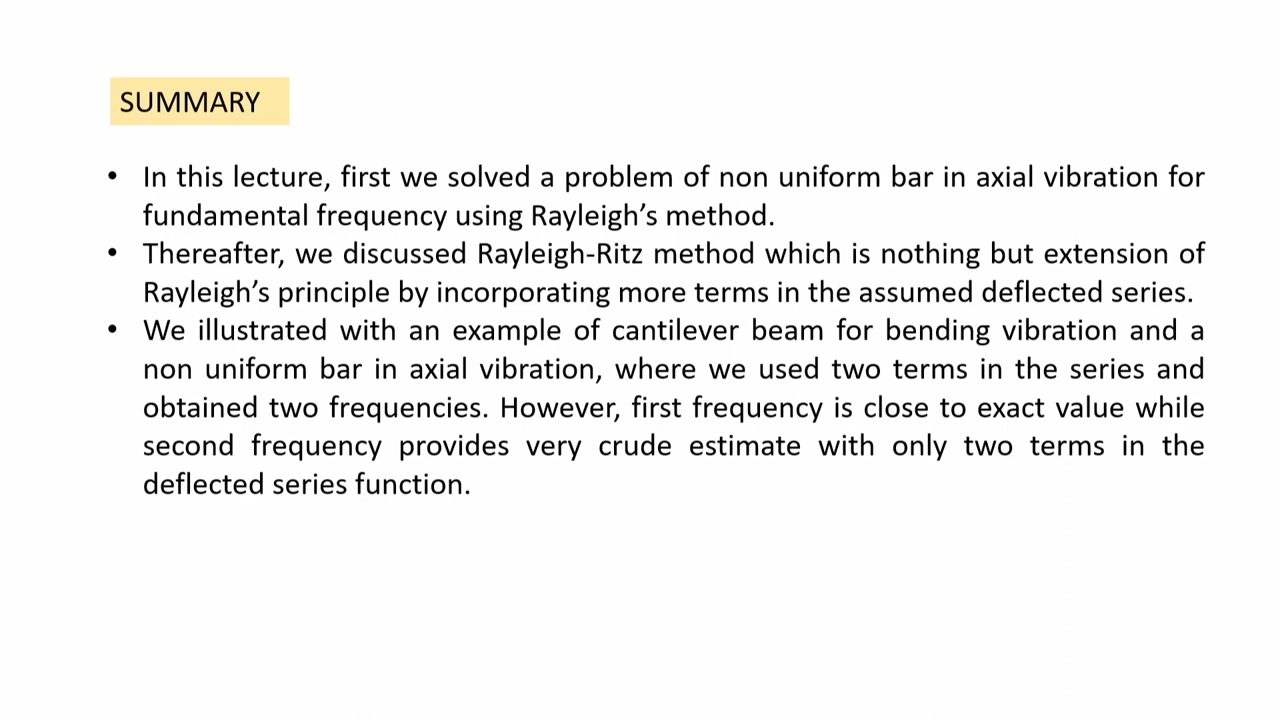 SUMMARY
• In this lecture, first we solved a problem of non uniform bar in axial vibration for
fundamental frequency using Rayleigh’s method.
• Thereafter, we discussed Rayleigh-Ritz method which is nothing but extension of
Rayleigh’s principle by incorporating more terms in the assumed deflected series.
• We illustrated with an example of cantilever beam for bending vibration and a
non uniform bar in axial vibration, where we used two terms in the series and
obtained two frequencies. However, first frequency is close to exact value while
second frequency provides very crude estimate with only two terms in the
deflected series function.